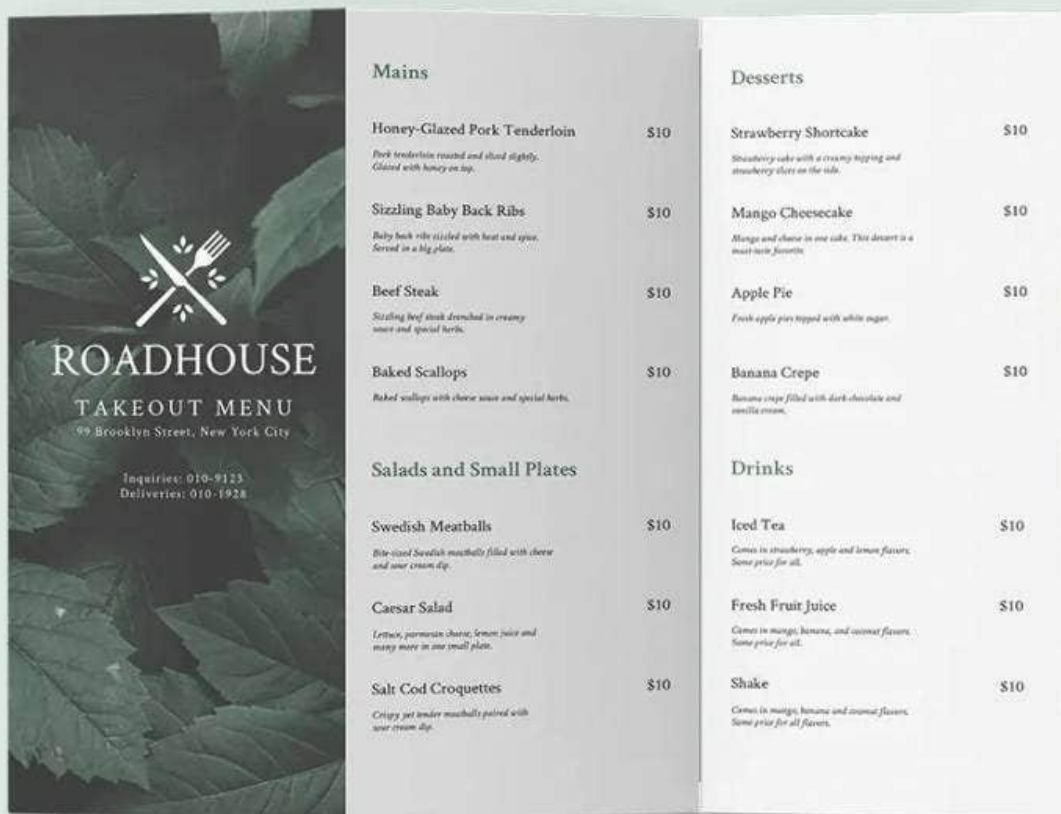 ROADHOUSE
TAKEOUT MENU
99 Brooklyn Street, New York City
Inquiries: 010-9123
Deliveries: 010-1928
Mains
Honey-Glazed Pork Tenderloin $10
Pork tenderloin roasted and sliced slightly.
Glazed with honey on top.
Sizzling Baby Back Ribs $10
Baby back ribs sizzled with heat and spice.
Served in a big plate.
Beef Steak $10
Sizzling beef steak drenched in creamy
sauce and special herbs.
Baked Scallops $10
Baked scallops with cheese sauce and special herbs.
Salads and Small Plates
Swedish Meatballs $10
Bite-sized Swedish meatballs filled with cheese
and sour cream dip.
Caesar Salad $10
Lettuce, parmesan cheese, lemon juice and
many more in one small plate.
Salt Cod Croquettes $10
Crispy yet tender meatballs paired with
sour cream dip.
Desserts
Strawberry Shortcake $10
Strawberry cake with a creamy topping and
strawberry slices on the side.
Mango Cheesecake $10
Mango and cheese in one cake. This dessert is a
must-taste favorite.
Apple Pie $10
Fresh apple pies topped with white sugar.
Banana Crepe $10
Banana crepe filled with dark chocolate and
vanilla cream.
Drinks
Iced Tea $10
Comes in strawberry, apple and lemon flavors.
Same price for all.
Fresh Fruit Juice $10
Comes in mango, banana, and coconut flavors.
Same price for all.
Shake $10
Comes in mango, banana and coconut flavors.
Same price for all flavors.